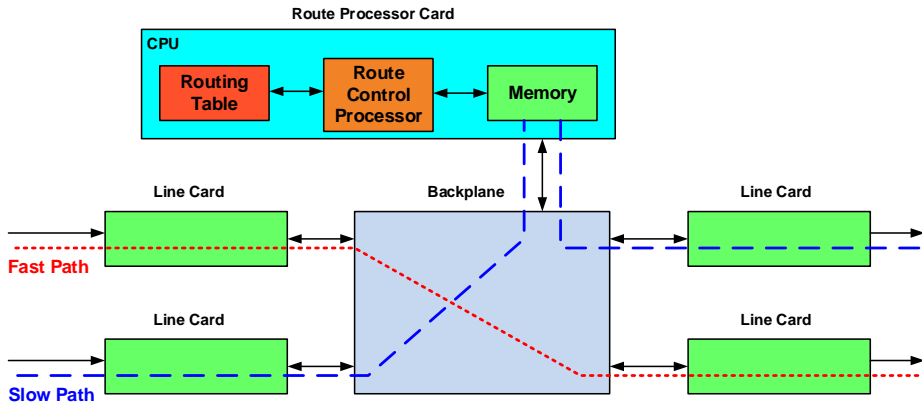 Route Processor Card
CPU
Routing
Table
Route
Control
Processor
Memory
Line Card
Backplane
Line Card
Fast Path
Line Card
Line Card
Slow Path